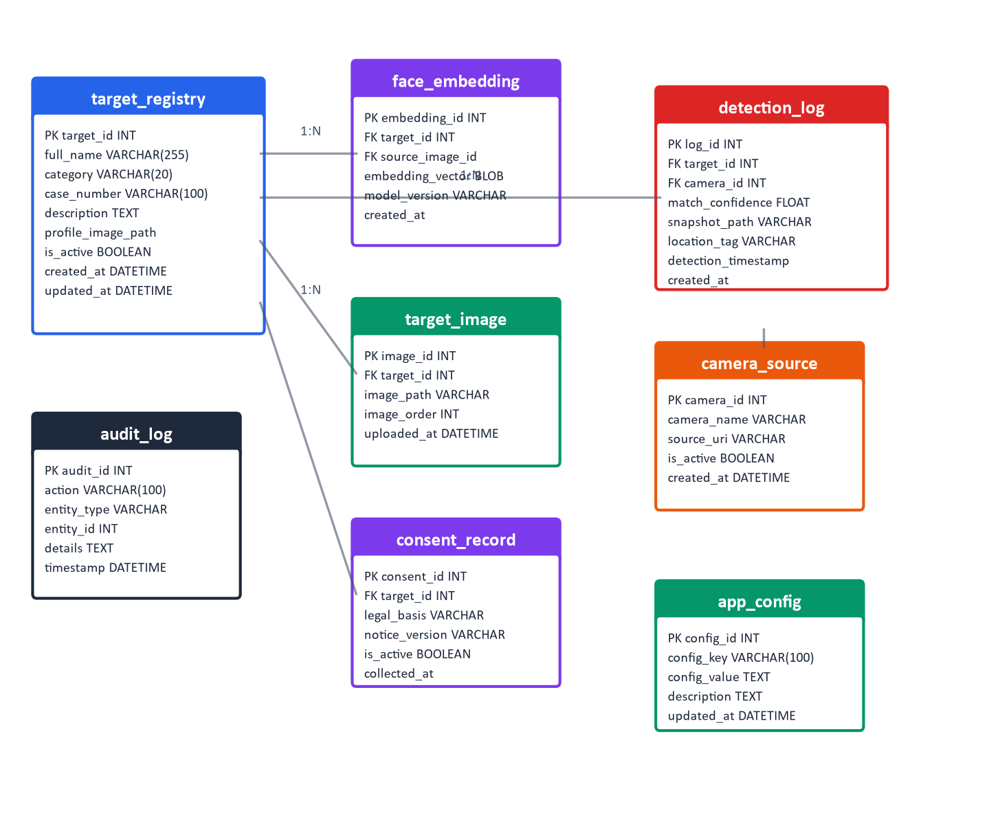 target_registry
PK target_id INT
full_name VARCHAR(255)
category VARCHAR(20)
case_number VARCHAR(100)
description TEXT
profile_image_path
is_active BOOLEAN
created_at DATETIME
updated_at DATETIME
1:N
1:N
face_embedding
PK embedding_id INT
FK target_id INT
FK source_image_id
embedding_vector BLOB
1:N
model_version VARCHAR
created_at
detection_log
PK log_id INT
FK target_id INT
FK camera_id INT
match_confidence FLOAT
snapshot_path VARCHAR
location_tag VARCHAR
detection_timestamp
created_at
target_image
PK image_id INT
FK target_id INT
image_path VARCHAR
image_order INT
uploaded_at DATETIME
camera_source
PK camera_id INT
camera_name VARCHAR
source_uri VARCHAR
is_active BOOLEAN
created_at DATETIME
audit_log
PK audit_id INT
action VARCHAR(100)
entity_type VARCHAR
entity_id INT
details TEXT
timestamp DATETIME
consent_record
PK consent_id INT
FK target_id INT
legal_basis VARCHAR
notice_version VARCHAR
is_active BOOLEAN
collected_at
app_config
PK config_id INT
config_key VARCHAR(100)
config_value TEXT
description TEXT
updated_at DATETIME